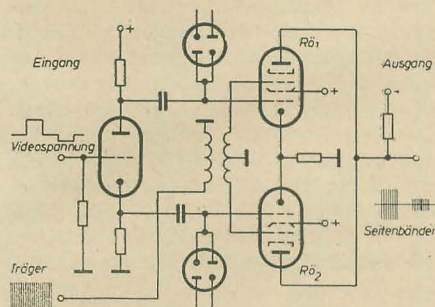 +
Eingang
Rö₁
Ausgang
+
-
Videospannung
+
Seitenbänder
Träger
Rö₂